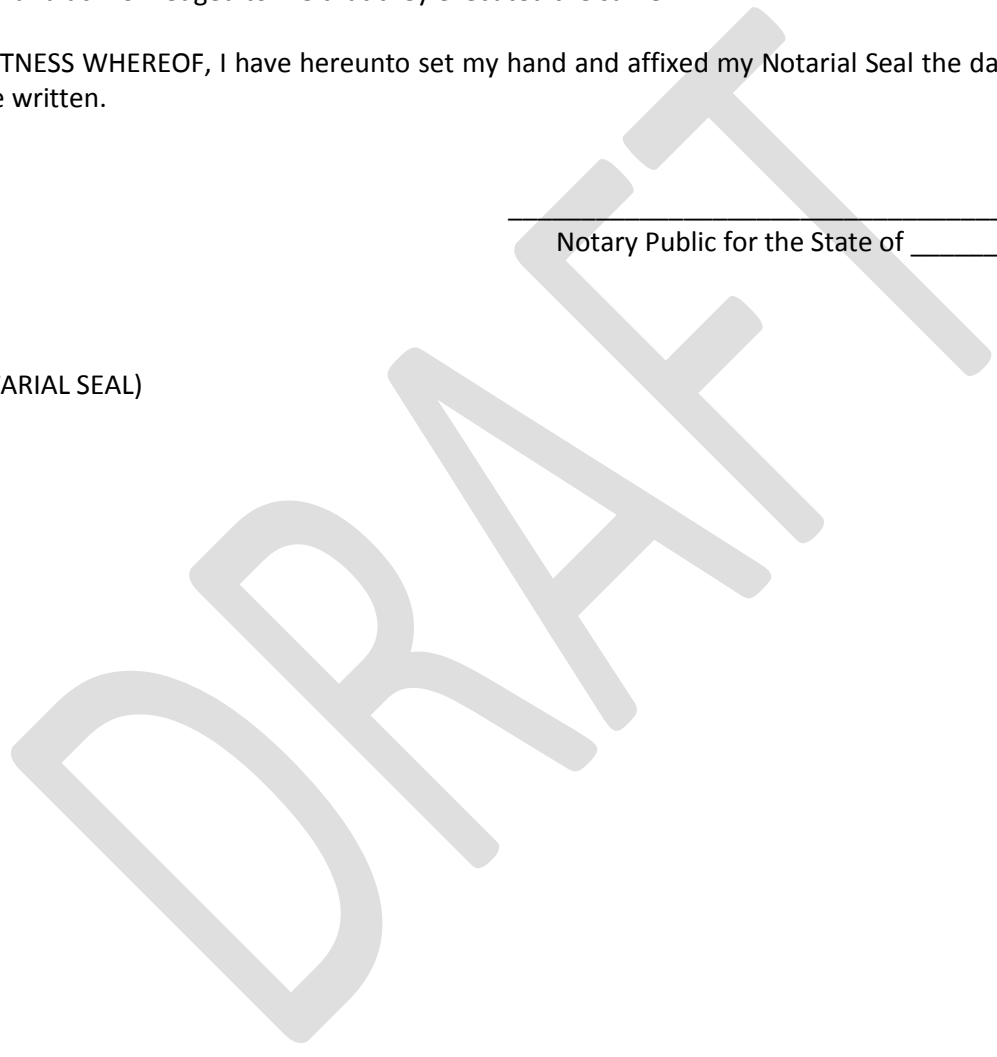 TNESS WHEREOF, I have hereunto set my hand and affixed my Notarial Seal the da
e written.
Notary Public for the State of ______
ARIAL SEAL)
DRAFT